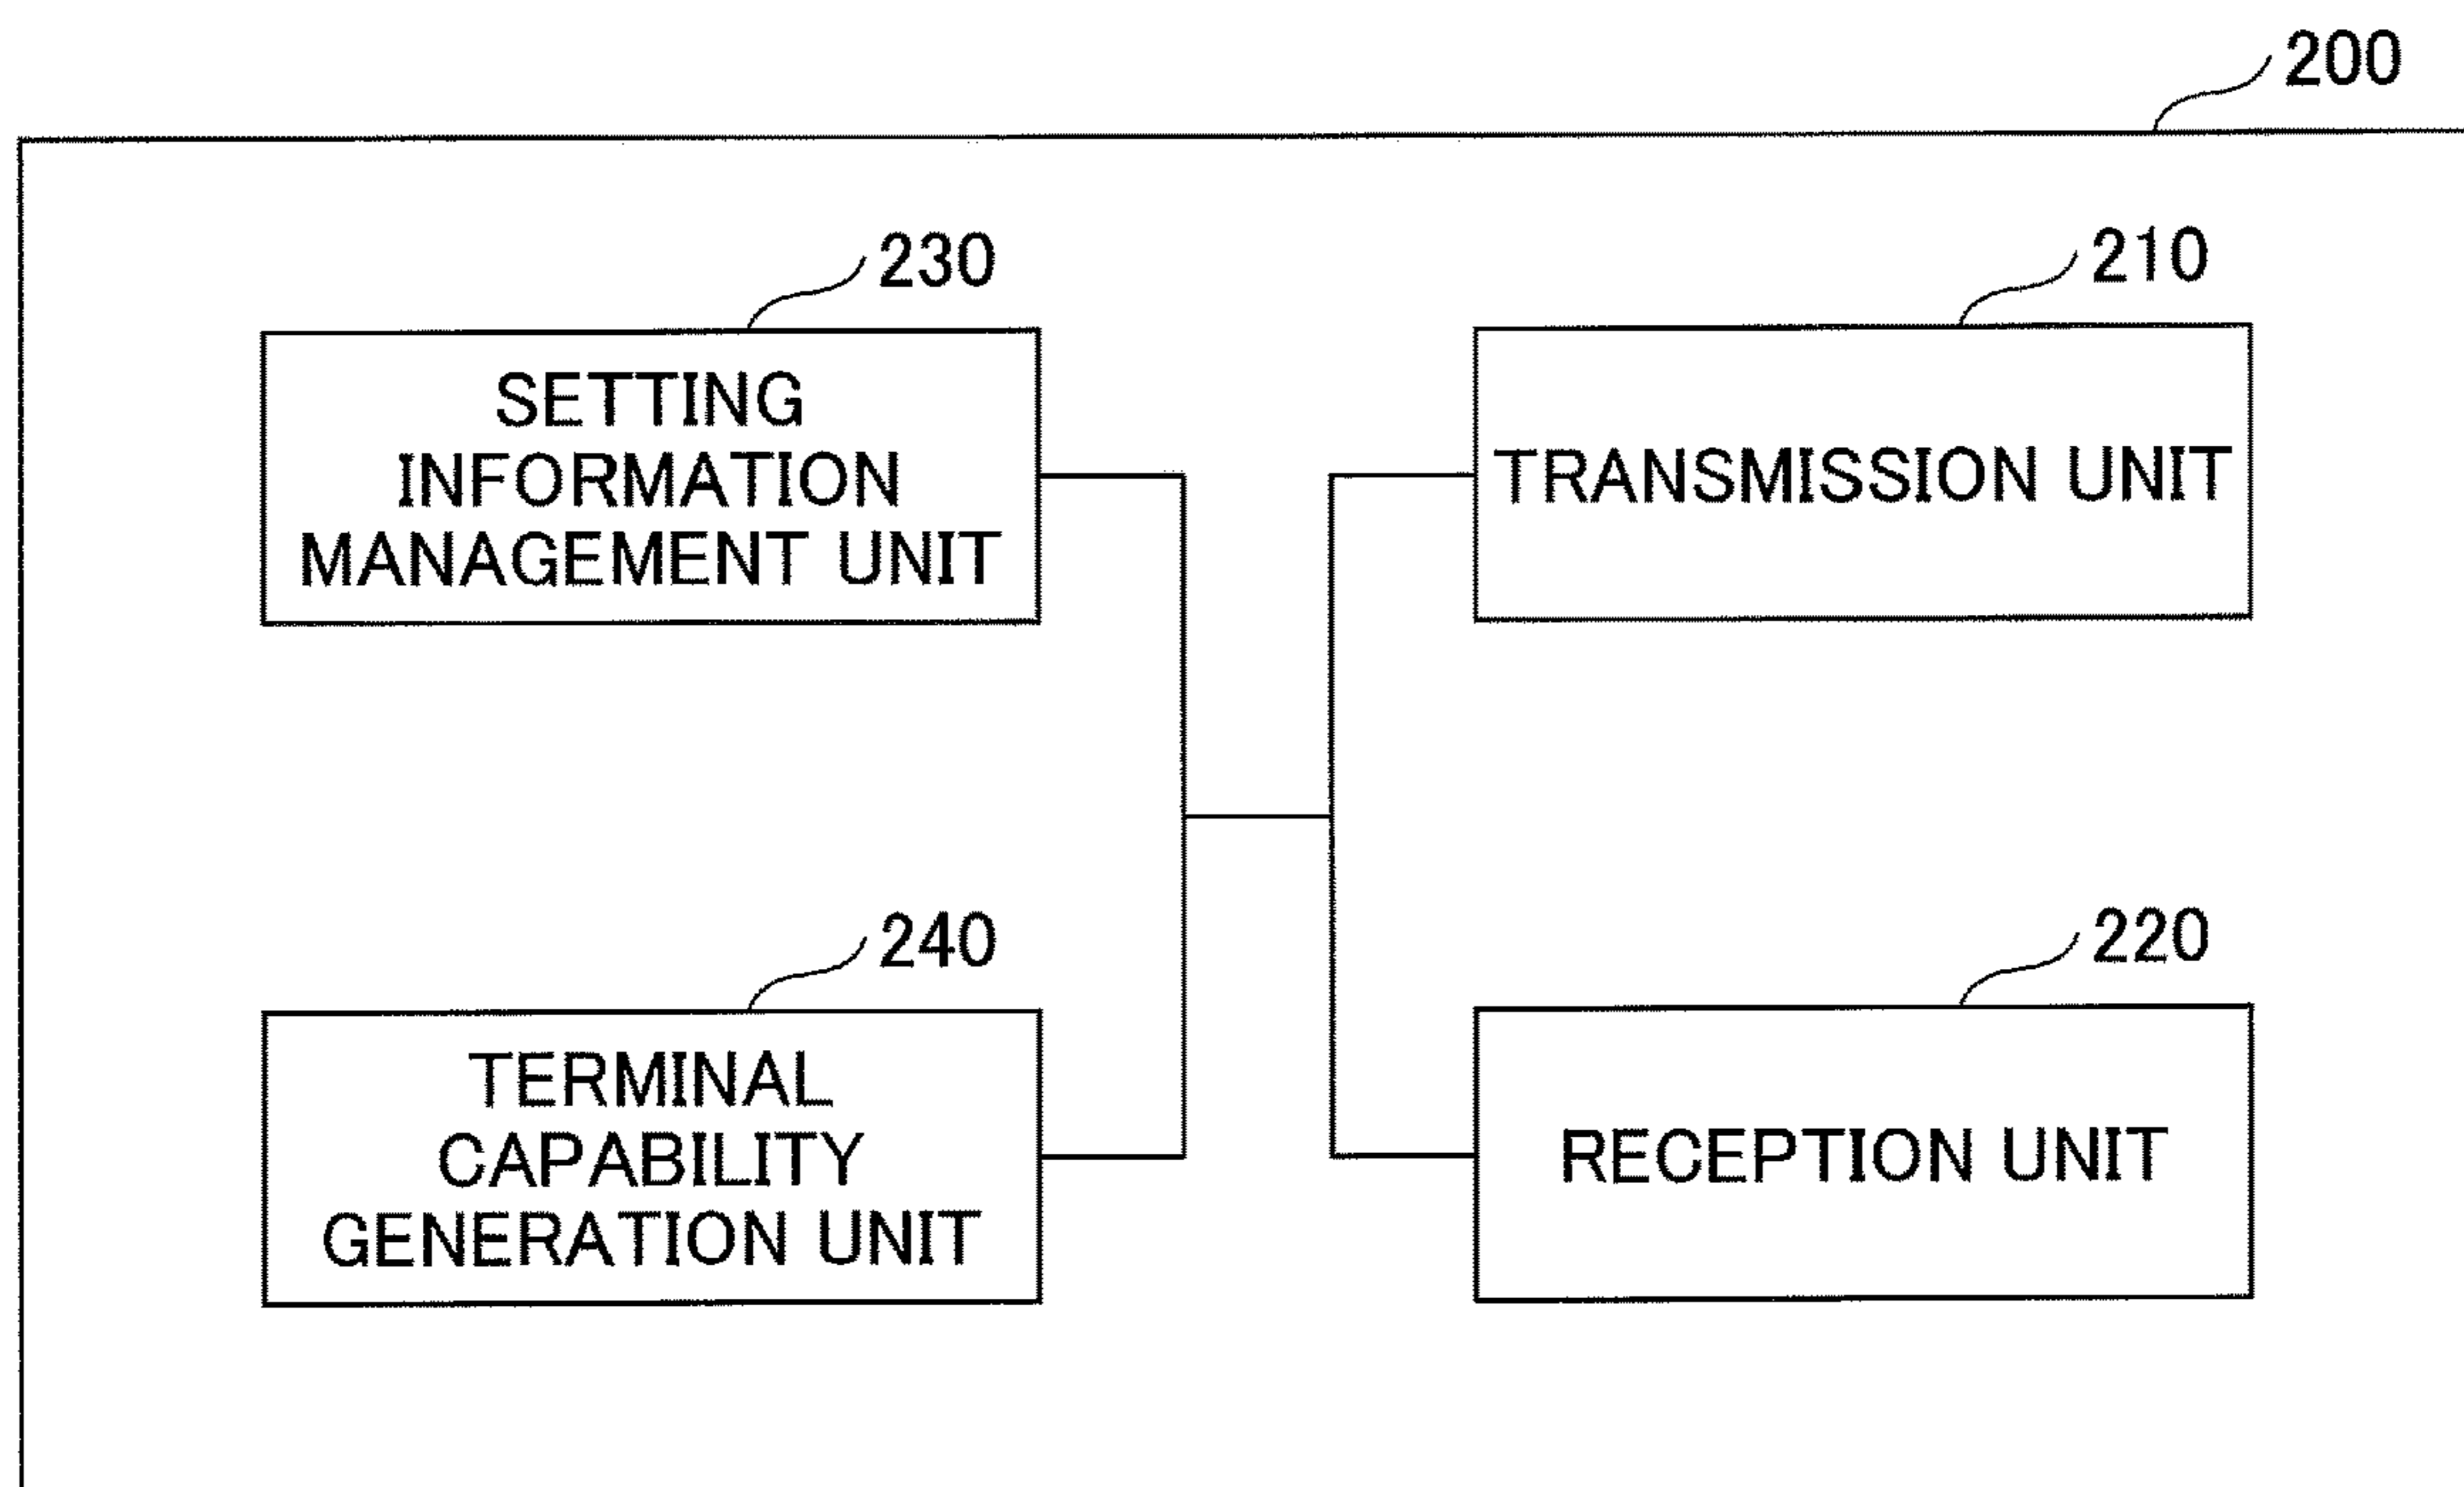 200
230
SETTING
INFORMATION
MANAGEMENT UNIT
210
TRANSMISSION UNIT
240
TERMINAL
CAPABILITY
GENERATION UNIT
220
RECEPTION UNIT